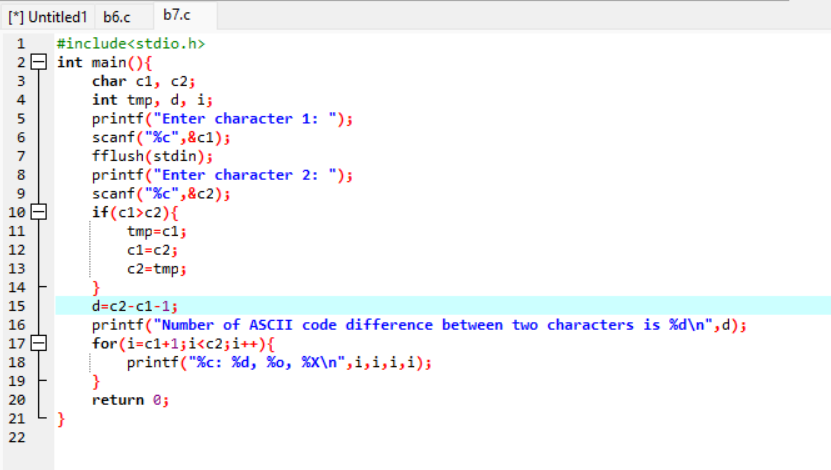 [*] Untitled1 b6.c b7.c
1 #include<stdio.h>
2 int main(){
3 char c1, c2;
4 int tmp, d, i;
5 printf("Enter character 1: ");
6 scanf("%c",&c1);
7 fflush(stdin);
8 printf("Enter character 2: ");
9 scanf("%c",&c2);
10 if(c1>c2){
11 tmp=c1;
12 c1=c2;
13 c2=tmp;
14 }
15 d=c2-c1-1;
16 printf("Number of ASCII code difference between two characters is %d\n",d);
17 for(i=c1+1;i<c2;i++){
18 printf("%c: %d, %o, %X\n",i,i,i,i);
19 }
20 return 0;
21 }
22